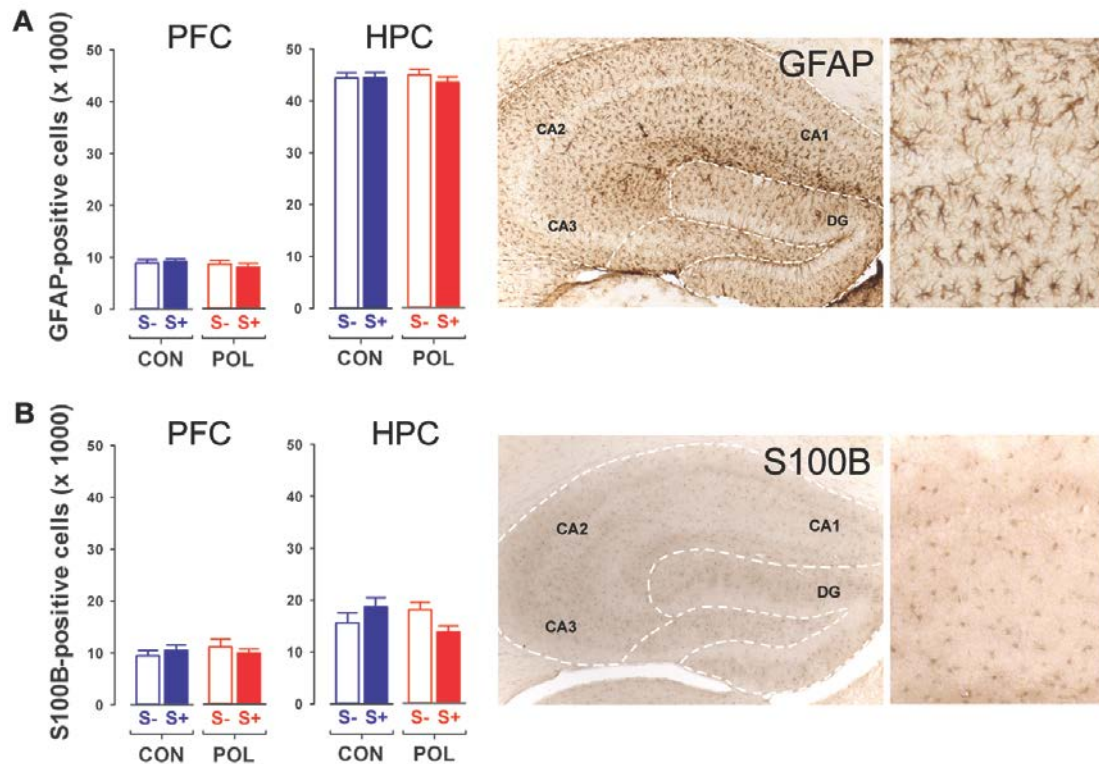 A
PFC
HPC
GFAP-positive cells (x 1000)
50
40
30
20
10
0
50
40
30
20
10
0
S- S+ S- S+
CON POL
S- S+ S- S+
CON POL
GFAP
CA2
CA1
CA3
DG
B
PFC
HPC
S100B-positive cells (x 1000)
50
40
30
20
10
0
50
40
30
20
10
0
S- S+ S- S+
CON POL
S- S+ S- S+
CON POL
S100B
CA2
CA1
DG
CA3